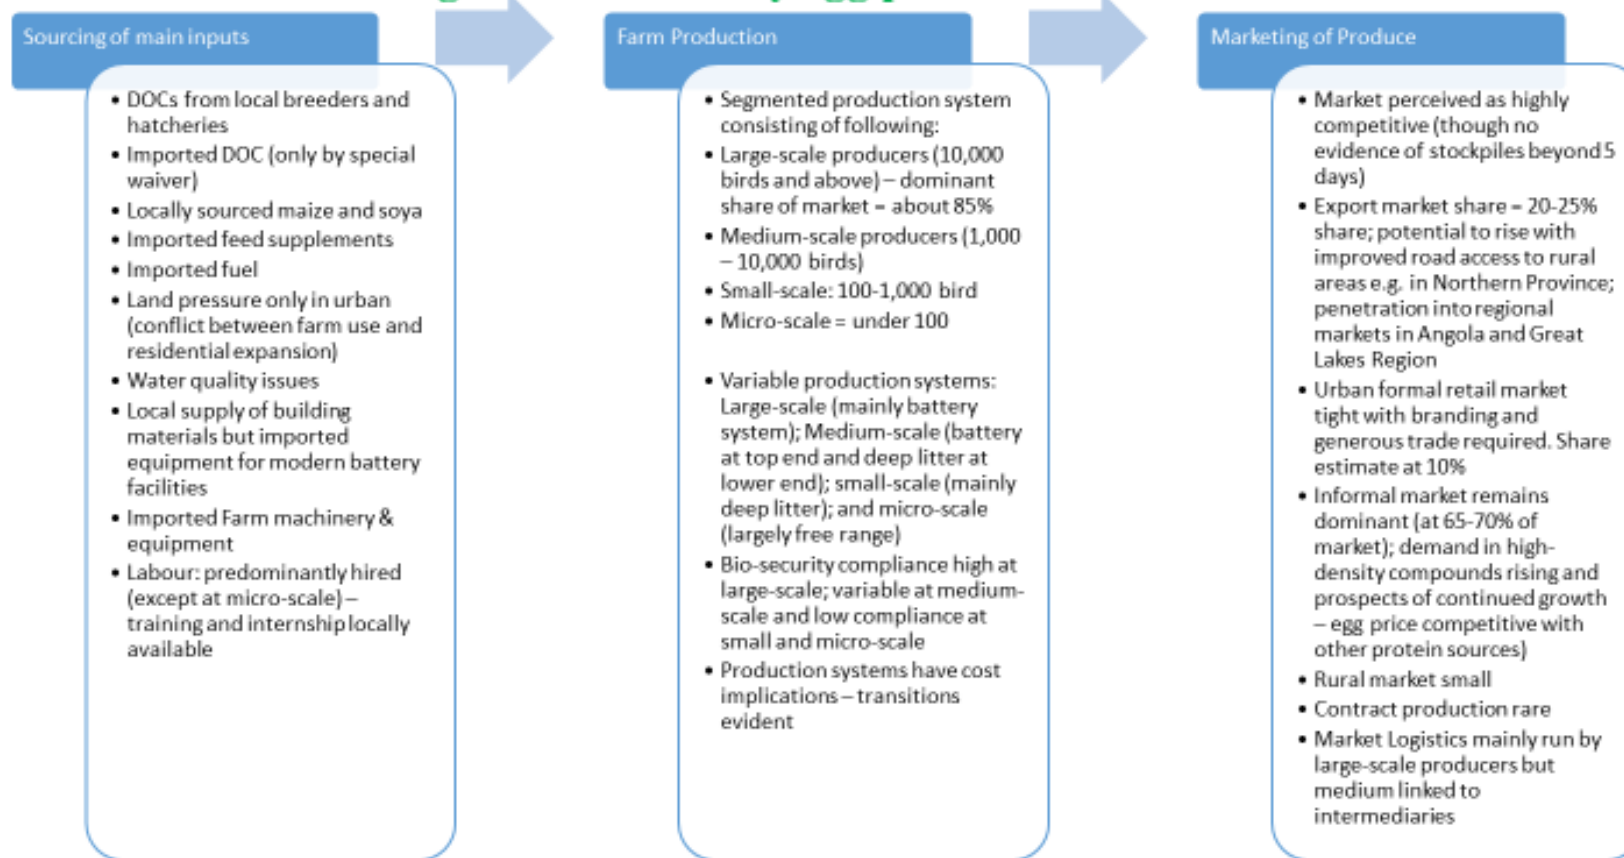 Sourcing of main inputs
• DOCs from local breeders and
hatcheries
• Imported DOC (only by special
waiver)
• Locally sourced maize and soya
• Imported feed supplements
• Imported fuel
• Land pressure only in urban
(conflict between farm use and
residential expansion)
• Water quality issues
• Local supply of building
materials but imported
equipment for modern battery
facilities
• Imported Farm machinery &
equipment
• Labour: predominantly hired
(except at micro-scale) –
training and internship locally
available
Farm Production
• Segmented production system
consisting of following:
• Large-scale producers (10,000
birds and above) – dominant
share of market = about 85%
• Medium-scale producers (1,000
– 10,000 birds)
• Small-scale: 100-1,000 bird
• Micro-scale = under 100
• Variable production systems:
Large-scale (mainly battery
system); Medium-scale (battery
at top end and deep litter at
lower end); small-scale (mainly
deep litter); and micro-scale
(largely free range)
• Bio-security compliance high at
large-scale; variable at medium-
scale and low compliance at
small and micro-scale
• Production systems have cost
implications – transitions
evident
Marketing of Produce
• Market perceived as highly
competitive (though no
evidence of stockpiles beyond 5
days)
• Export market share = 20-25%
share; potential to rise with
improved road access to rural
areas e.g. in Northern Province;
penetration into regional
markets in Angola and Great
Lakes Region
• Urban formal retail market
tight with branding and
generous trade required. Share
estimate at 10%
• Informal market remains
dominant (at 65-70% of
market); demand in high-
density compounds rising and
prospects of continued growth
– egg price competitive with
other protein sources)
• Rural market small
• Contract production rare
• Market Logistics mainly run by
large-scale producers but
medium linked to
intermediaries